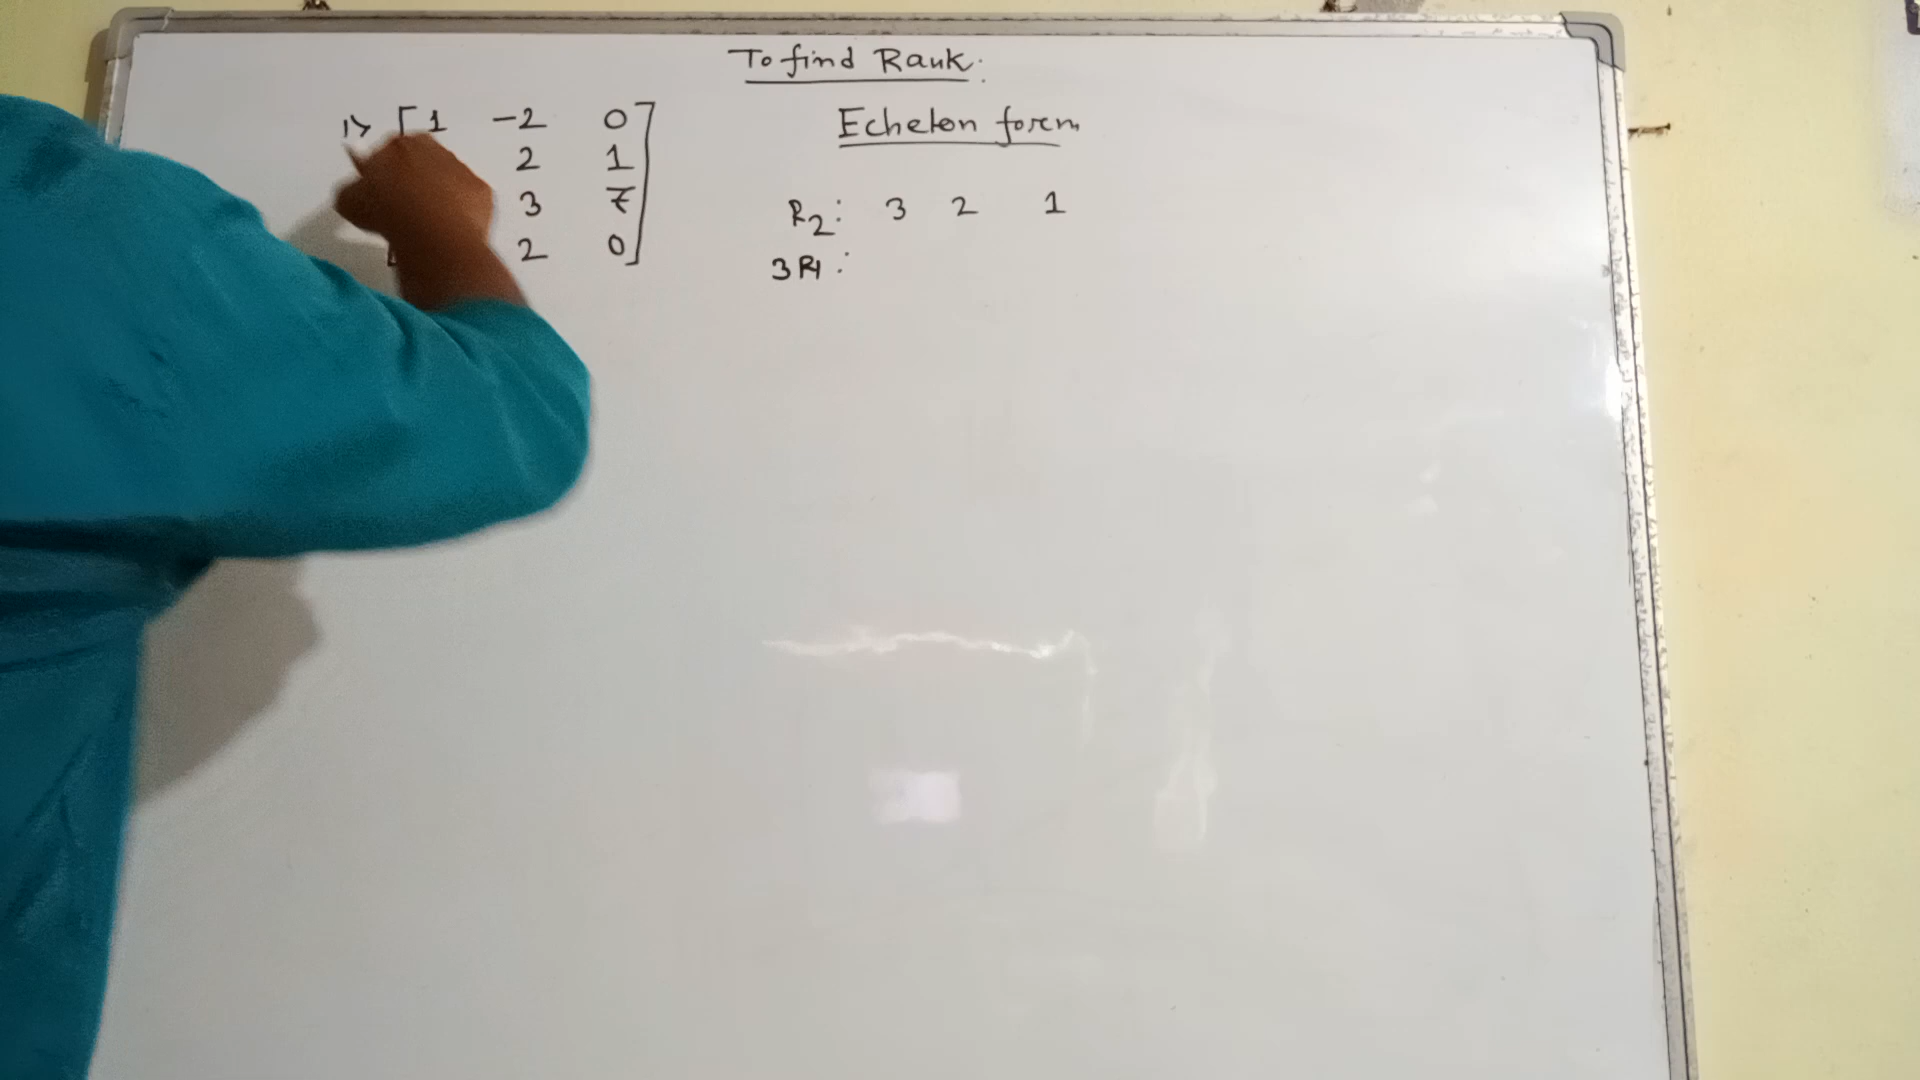 To find Rank.
1> [1 -2 0]
2 1
3 7
2 0
Echelon form
R2: 3 2 1
3R1: